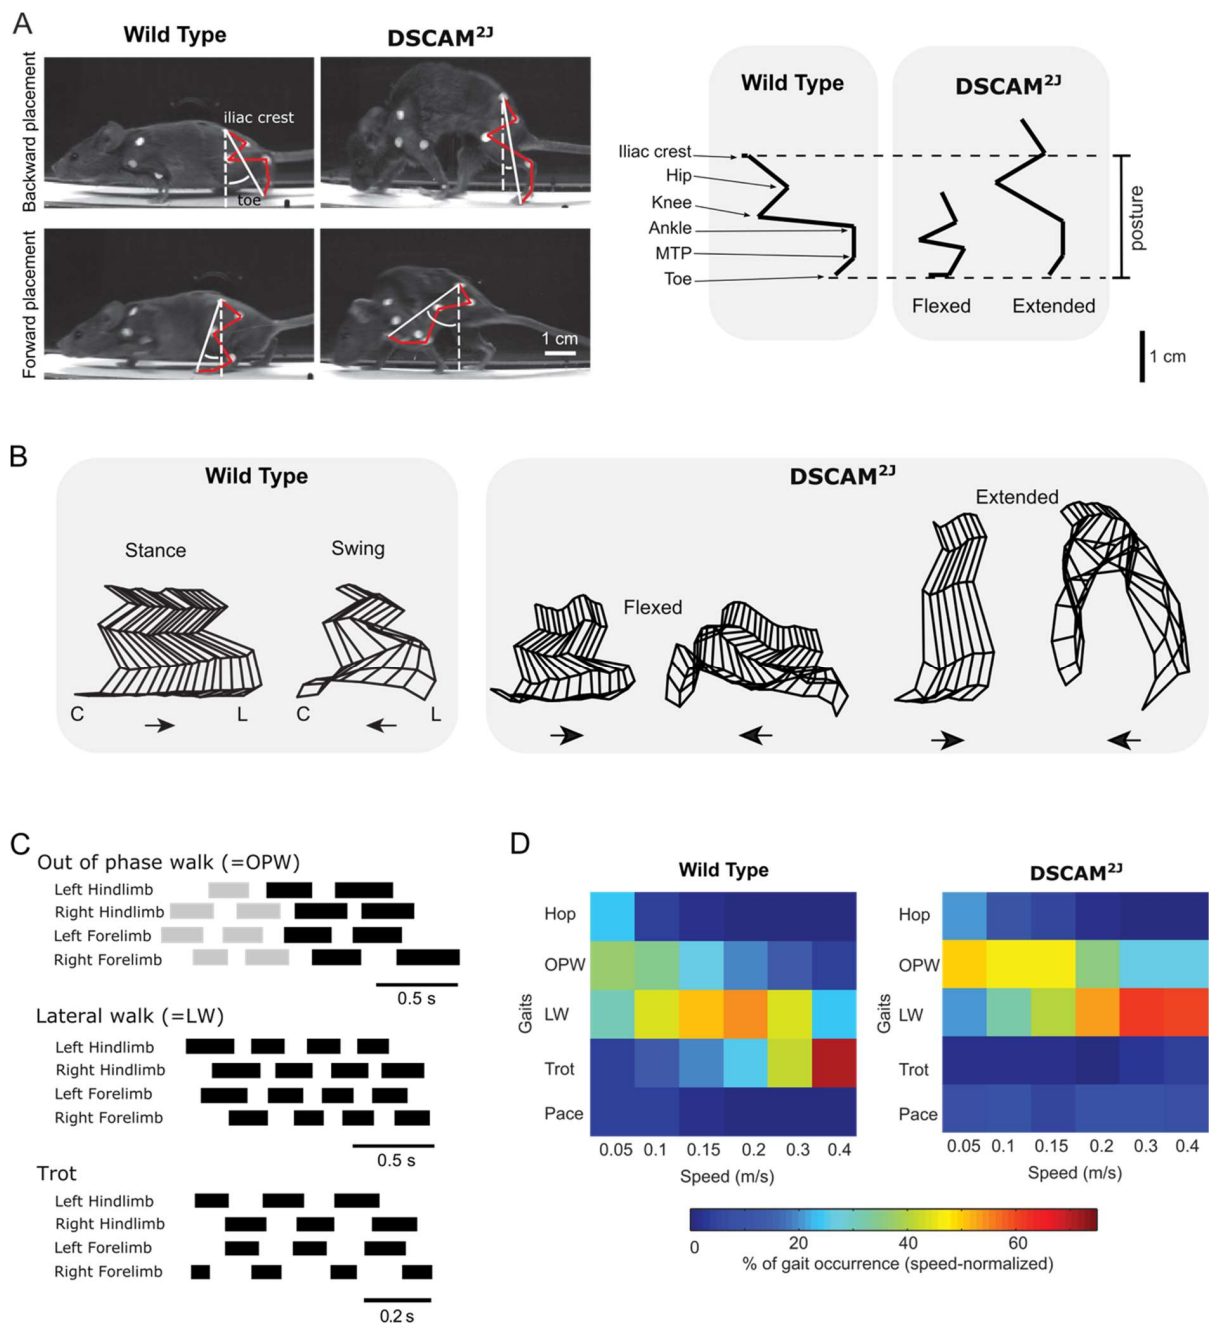 A
Wild Type
DSCAM2J
Backward placement
iliac crest
toe
Forward placement
1 cm
Wild Type
DSCAM2J
Iliac crest
Hip
Knee
Ankle
MTP
Toe
Flexed
Extended
posture
1 cm
B
Wild Type
Stance
Swing
C
L
C
L
DSCAM2J
Flexed
Extended
C
Out of phase walk (=OPW)
Left Hindlimb
Right Hindlimb
Left Forelimb
Right Forelimb
0.5 s
Lateral walk (=LW)
Left Hindlimb
Right Hindlimb
Left Forelimb
Right Forelimb
0.5 s
Trot
Left Hindlimb
Right Hindlimb
Left Forelimb
Right Forelimb
0.2 s
D
Wild Type
Gaits
Hop
OPW
LW
Trot
Pace
0.05 0.1 0.15 0.2 0.3 0.4
Speed (m/s)
DSCAM2J
Gaits
Hop
OPW
LW
Trot
Pace
0.05 0.1 0.15 0.2 0.3 0.4
Speed (m/s)
0 20 40 60
% of gait occurrence (speed-normalized)